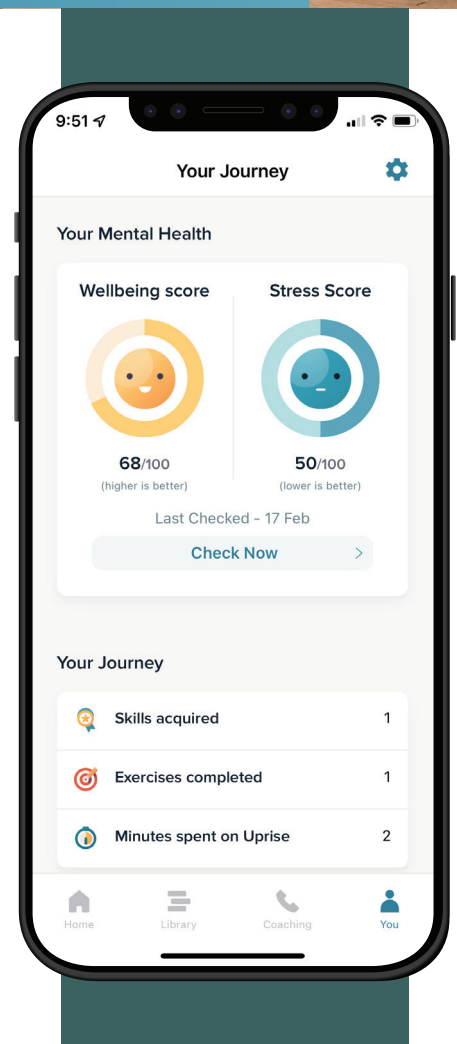 9:51
Your Journey
Your Mental Health
Wellbeing score
Stress Score
68/100
50/100
(higher is better)
(lower is better)
Last Checked - 17 Feb
Check Now
Your Journey
Skills acquired 1
Exercises completed 1
Minutes spent on Uprise 2
Home
Library
Coaching
You